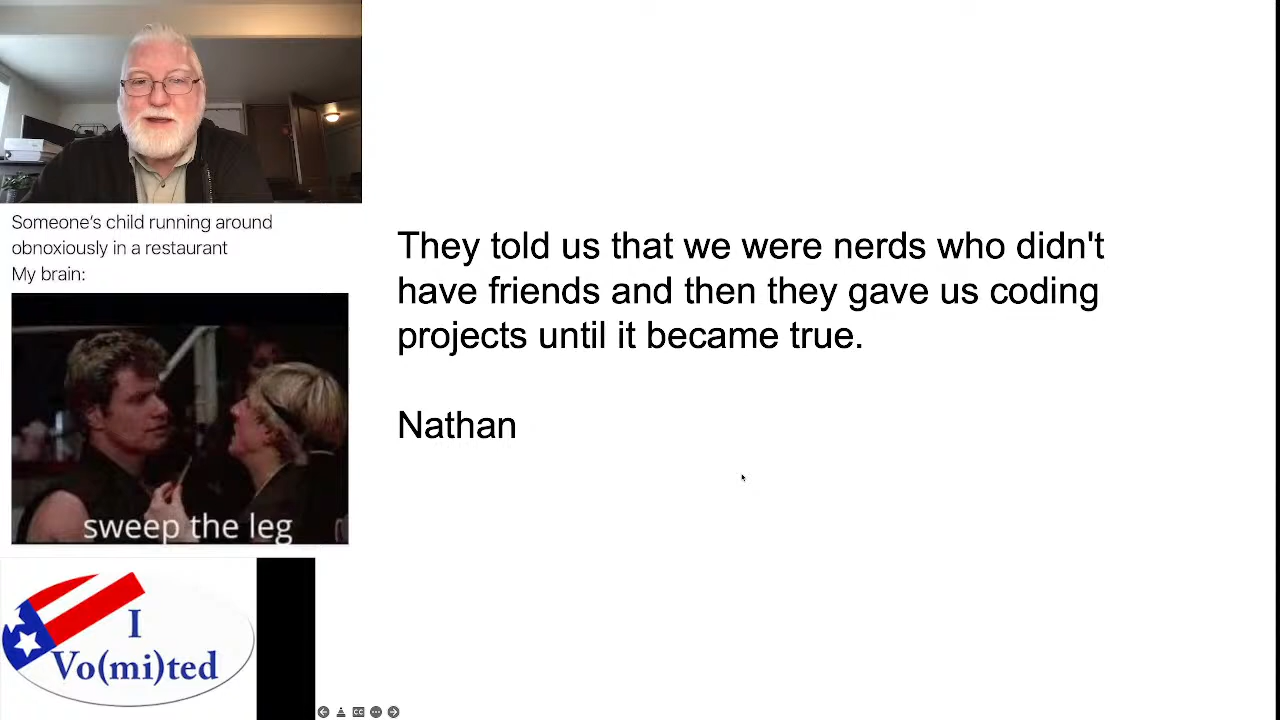 Someone's child running around
obnoxiously in a restaurant
My brain:
sweep the leg
I
Vo(mi)ted
They told us that we were nerds who didn't
have friends and then they gave us coding
projects until it became true.
Nathan
CC